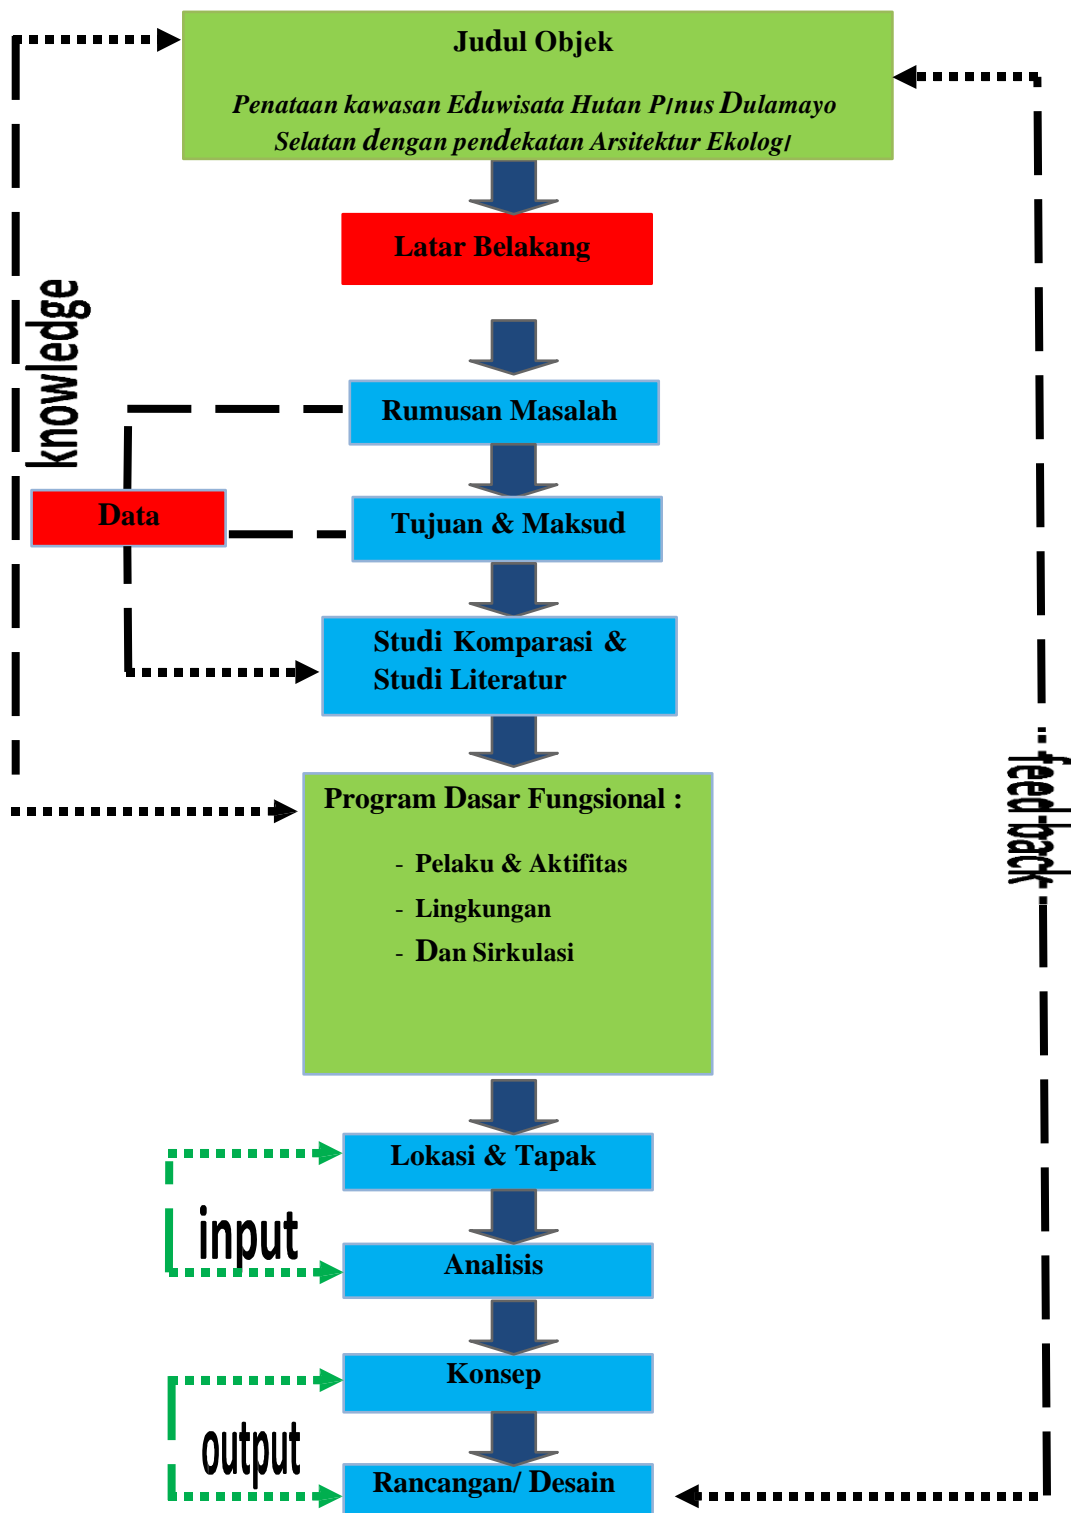 Judul Objek
Penataan kawasan Eduwisata Hutan P/nus Dulamayo
Selatan dengan pendekatan Arsitektur Ekolog/
Latar Belakang
knowledge
Rumusan Masalah
Data
Tujuan & Maksud
Studi Komparasi &
Studi Literatur
feed back
Program Dasar Fungsional :
- Pelaku & Aktifitas
- Lingkungan
- Dan Sirkulasi
Lokasi & Tapak
input
Analisis
Konsep
output
Rancangan/ Desain